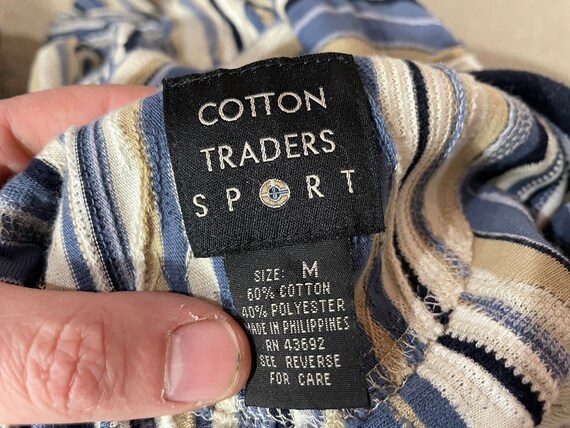 COTTON
TRADERS
SPORT
SIZE: M
60% COTTON
40% POLYESTER
MADE IN PHILIPPINES
RN 43692
SEE REVERSE
FOR CARE